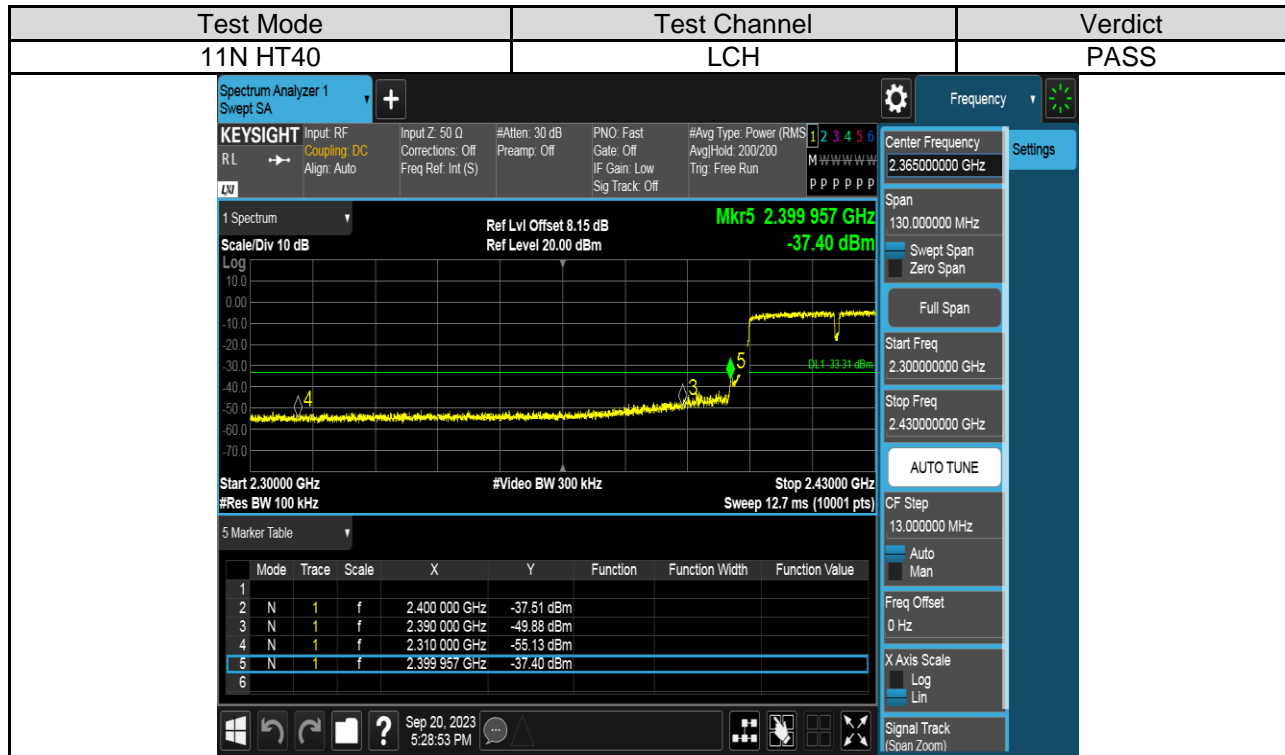 Test Mode Test Channel Verdict
11N HT40 LCH PASS
Spectrum Analyzer 1
Swept SA
+
Frequency
KEYSIGHT
RL
LXI
Input: RF
Coupling: DC
Align: Auto
Input Z: 50 Ω
Corrections: Off
Freq Ref: Int (S)
#Atten: 30 dB
Preamp: Off
PNO: Fast
Gate: Off
IF Gain: Low
Sig Track: Off
#Avg Type: Power (RMS
Avg|Hold: 200/200
Trig: Free Run
1 2 3 4 5 6
M W W W W W
P P P P P P
1 Spectrum
Scale/Div 10 dB
Ref Lvl Offset 8.15 dB
Ref Level 20.00 dBm
Mkr5 2.399 957 GHz
-37.40 dBm
Log
10.0
0.00
-10.0
-20.0
-30.0
-40.0
-50.0
-60.0
-70.0
4
3
5
DL1 -33.31 dBm
Start 2.30000 GHz #Video BW 300 kHz Stop 2.43000 GHz
#Res BW 100 kHz Sweep 12.7 ms (10001 pts)
5 Marker Table
Mode Trace Scale X Y Function Function Width Function Value
1
2 N 1 f 2.400 000 GHz -37.51 dBm
3 N 1 f 2.390 000 GHz -49.88 dBm
4 N 1 f 2.310 000 GHz -55.13 dBm
5 N 1 f 2.399 957 GHz -37.40 dBm
6
?
Sep 20, 2023
5:28:53 PM
Settings
Center Frequency
2.365000000 GHz
Span
130.000000 MHz
Swept Span
Zero Span
Full Span
Start Freq
2.300000000 GHz
Stop Freq
2.430000000 GHz
AUTO TUNE
CF Step
13.000000 MHz
Auto
Man
Freq Offset
0 Hz
X Axis Scale
Log
Lin
Signal Track
(Span Zoom)